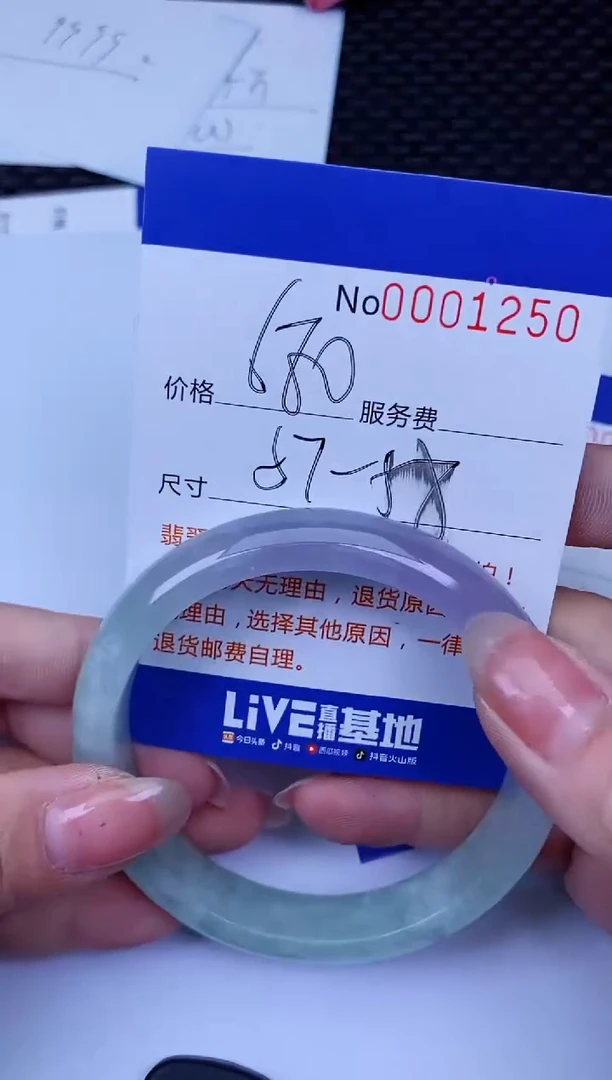 9999.
No0001250
价格 680 服务费
尺寸 57-58
翡翠
！
天无理由，退货原因
理由，选择其他原因，一律
退货邮费自理。
LiVE直播基地
今日头条 抖音 西瓜视频 抖音火山版